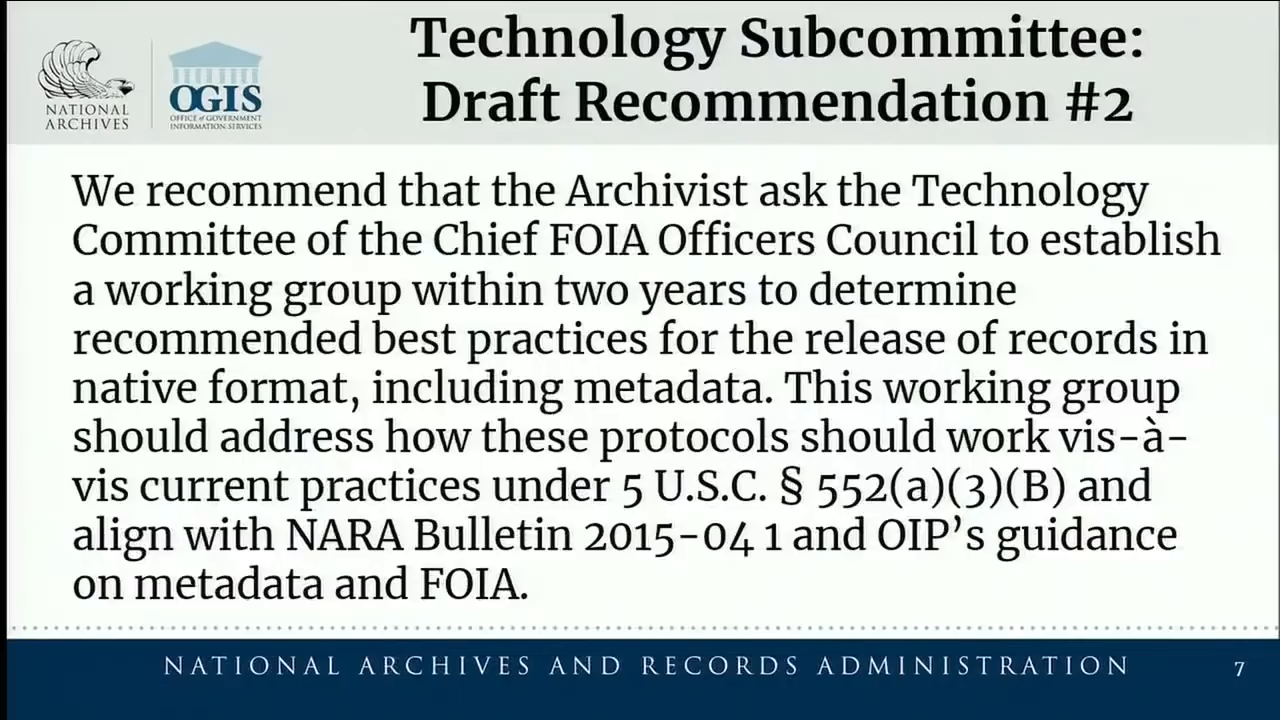 Technology Subcommittee:
Draft Recommendation #2
NATIONAL
ARCHIVES
OGIS
OFFICE of GOVERNMENT
INFORMATION SERVICES
We recommend that the Archivist ask the Technology
Committee of the Chief FOIA Officers Council to establish
a working group within two years to determine
recommended best practices for the release of records in
native format, including metadata. This working group
should address how these protocols should work vis-à-
vis current practices under 5 U.S.C. § 552(a)(3)(B) and
align with NARA Bulletin 2015-04 1 and OIP’s guidance
on metadata and FOIA.
NATIONAL ARCHIVES AND RECORDS ADMINISTRATION
7